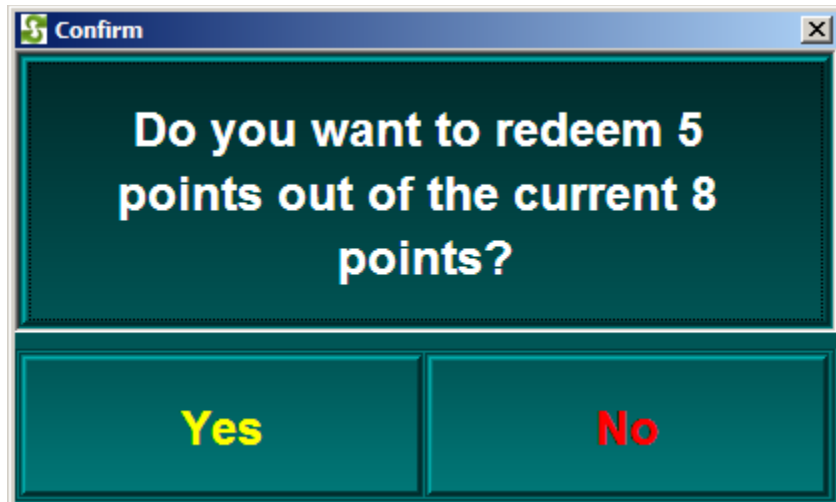 Confirm
Do you want to redeem 5
points out of the current 8
points?
Yes
No